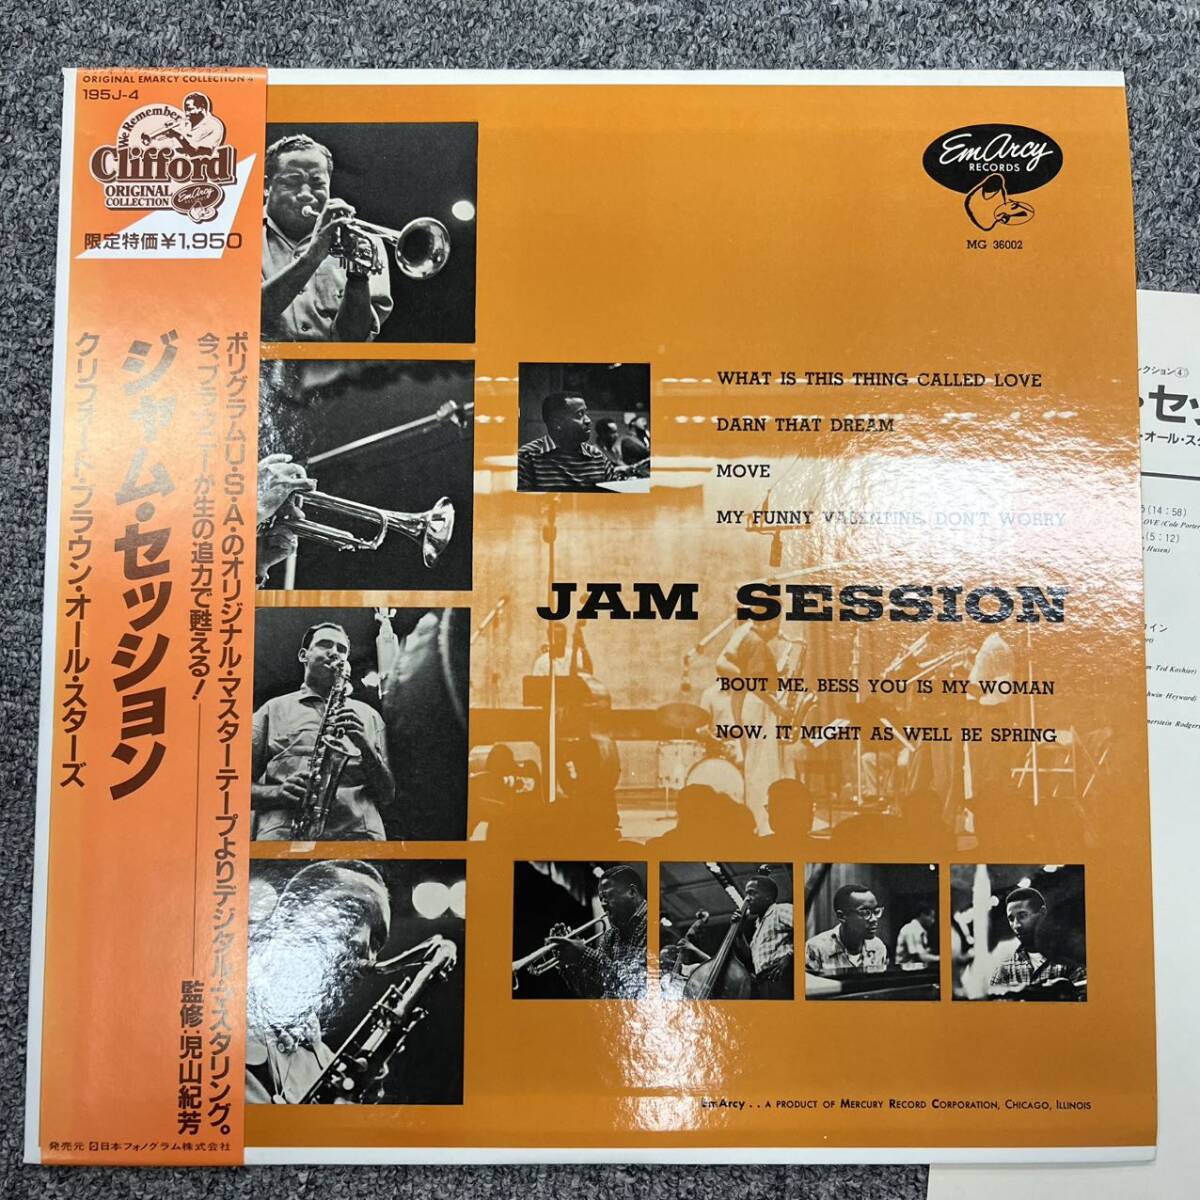 ORIGINAL EMARCY COLLECTION 4
195J-4
We Remember
Clifford
ORIGINAL
COLLECTION
EmArcy
限定特価¥1,950
ポリグラムU・S・A・のオリジナル・マスターテープよりデジタル・マスタリング。
今、ブラウニーが生の迫力で甦える!
監修:児山紀芳
ジャム・セッション
クリフォード・ブラウン・オール・スターズ
発売元 日本フォノグラム株式会社
EmArcy
RECORDS
MG 36002
WHAT IS THIS THING CALLED LOVE
DARN THAT DREAM
MOVE
MY FUNNY VALENTINE, DON'T WORRY
JAM SESSION
'BOUT ME, BESS YOU IS MY WOMAN
NOW, IT MIGHT AS WELL BE SPRING
EmArcy . . A PRODUCT OF MERCURY RECORD CORPORATION, CHICAGO, ILLINOIS
レクション④
・セッ
・オール・スタ
(14:58)
LOVE (Cole Porter
(5:12)
Husen)
Ted Koehler)
shwin-Heyward)
merstein-Rodgers